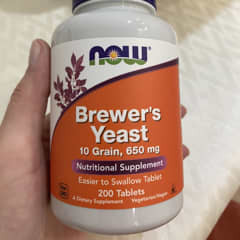 NOW
Brewer's
Yeast
10 Grain, 650 mg
Nutritional Supplement
Easier to Swallow Tablet
200 Tablets
A Dietary Supplement Vegetarian/Vegan